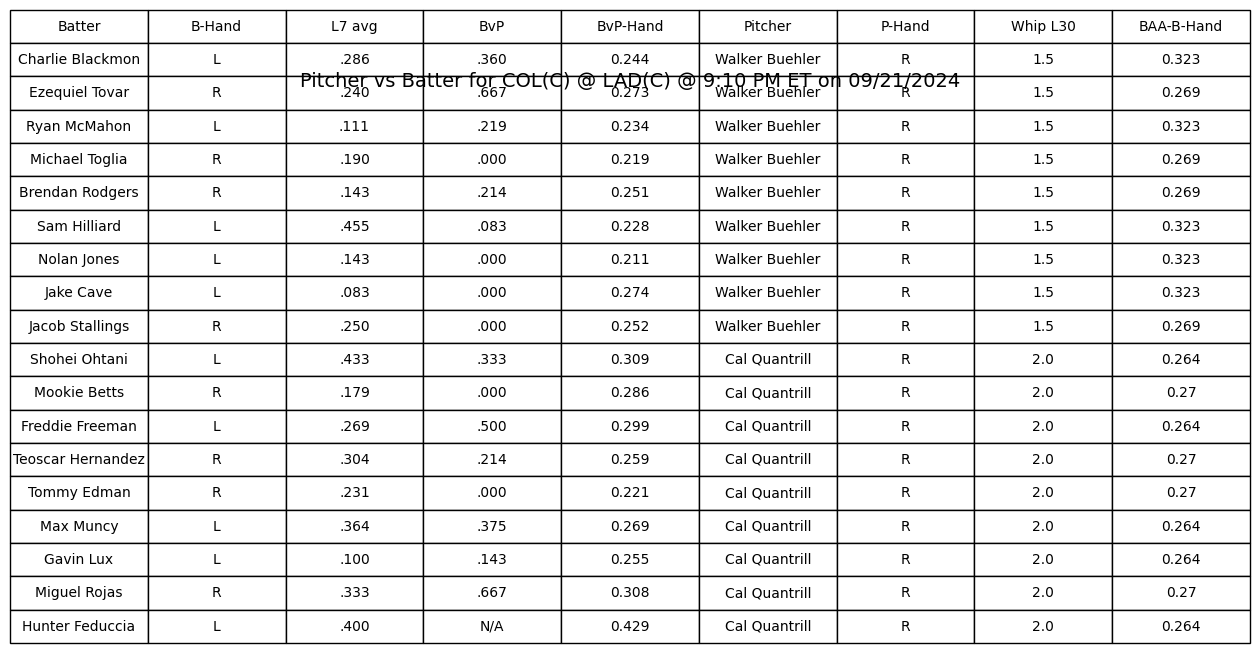 Batter B-Hand L7 avg BvP BvP-Hand Pitcher P-Hand Whip L30 BAA-B-Hand
Charlie Blackmon L .286 .360 0.244 Walker Buehler R 1.5 0.323
Pitcher vs Batter for COL(C) @ LAD(C) @ 9:10 PM ET on 09/21/2024
Ezequiel Tovar R .240 .667 0.273 Walker Buehler R 1.5 0.269
Ryan McMahon L .111 .219 0.234 Walker Buehler R 1.5 0.323
Michael Toglia R .190 .000 0.219 Walker Buehler R 1.5 0.269
Brendan Rodgers R .143 .214 0.251 Walker Buehler R 1.5 0.269
Sam Hilliard L .455 .083 0.228 Walker Buehler R 1.5 0.323
Nolan Jones L .143 .000 0.211 Walker Buehler R 1.5 0.323
Jake Cave L .083 .000 0.274 Walker Buehler R 1.5 0.323
Jacob Stallings R .250 .000 0.252 Walker Buehler R 1.5 0.269
Shohei Ohtani L .433 .333 0.309 Cal Quantrill R 2.0 0.264
Mookie Betts R .179 .000 0.286 Cal Quantrill R 2.0 0.27
Freddie Freeman L .269 .500 0.299 Cal Quantrill R 2.0 0.264
Teoscar Hernandez R .304 .214 0.259 Cal Quantrill R 2.0 0.27
Tommy Edman R .231 .000 0.221 Cal Quantrill R 2.0 0.27
Max Muncy L .364 .375 0.269 Cal Quantrill R 2.0 0.264
Gavin Lux L .100 .143 0.255 Cal Quantrill R 2.0 0.264
Miguel Rojas R .333 .667 0.308 Cal Quantrill R 2.0 0.27
Hunter Feduccia L .400 N/A 0.429 Cal Quantrill R 2.0 0.264